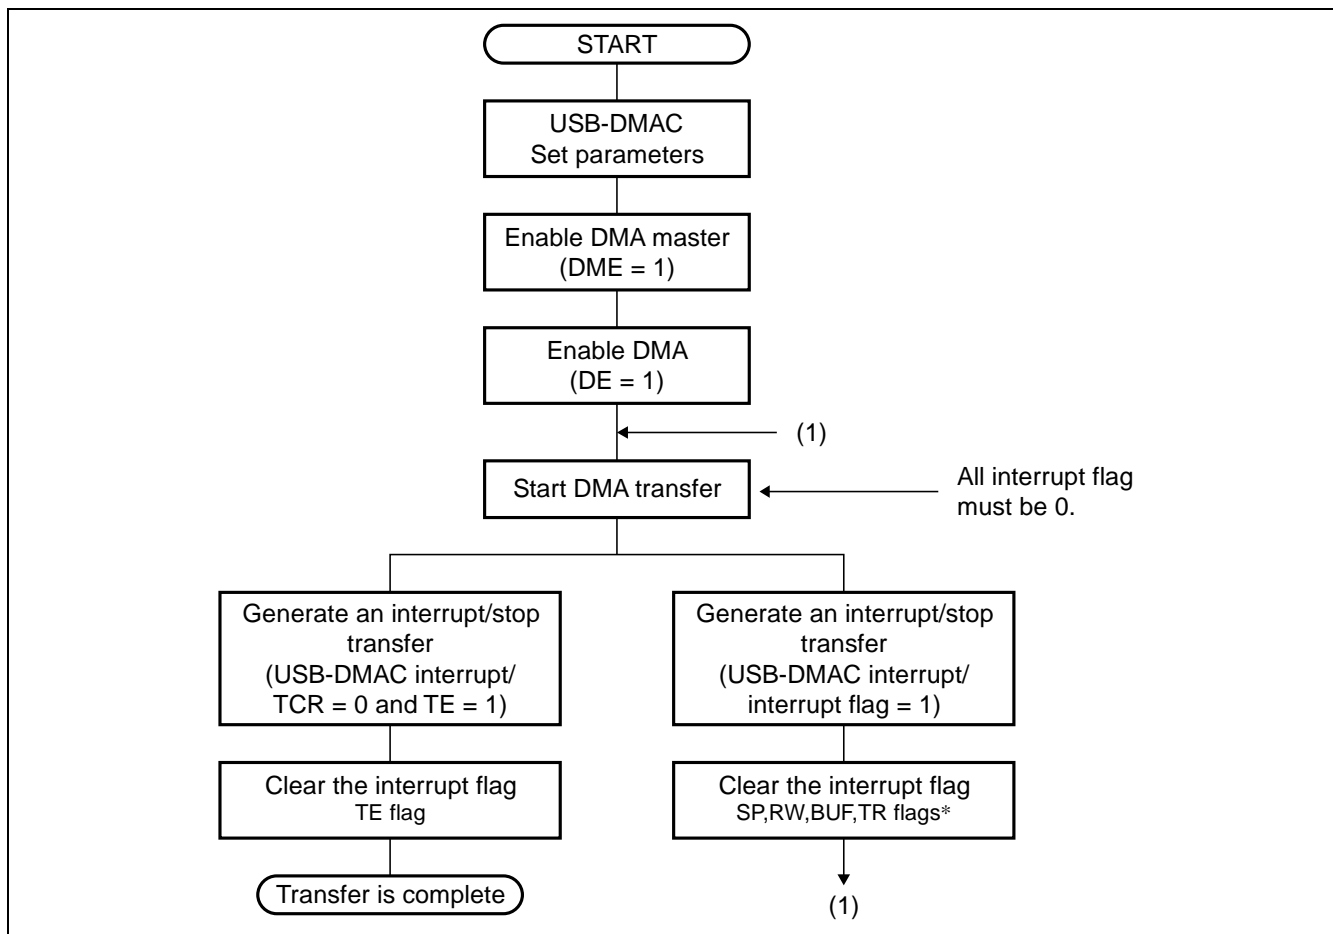 START
USB-DMAC
Set parameters
Enable DMA master
(DME = 1)
Enable DMA
(DE = 1)
(1)
Start DMA transfer
All interrupt flag
must be 0.
Generate an interrupt/stop
transfer
(USB-DMAC interrupt/
TCR = 0 and TE = 1)
Generate an interrupt/stop
transfer
(USB-DMAC interrupt/
interrupt flag = 1)
Clear the interrupt flag
TE flag
Clear the interrupt flag
SP,RW,BUF,TR flags*
Transfer is complete
(1)